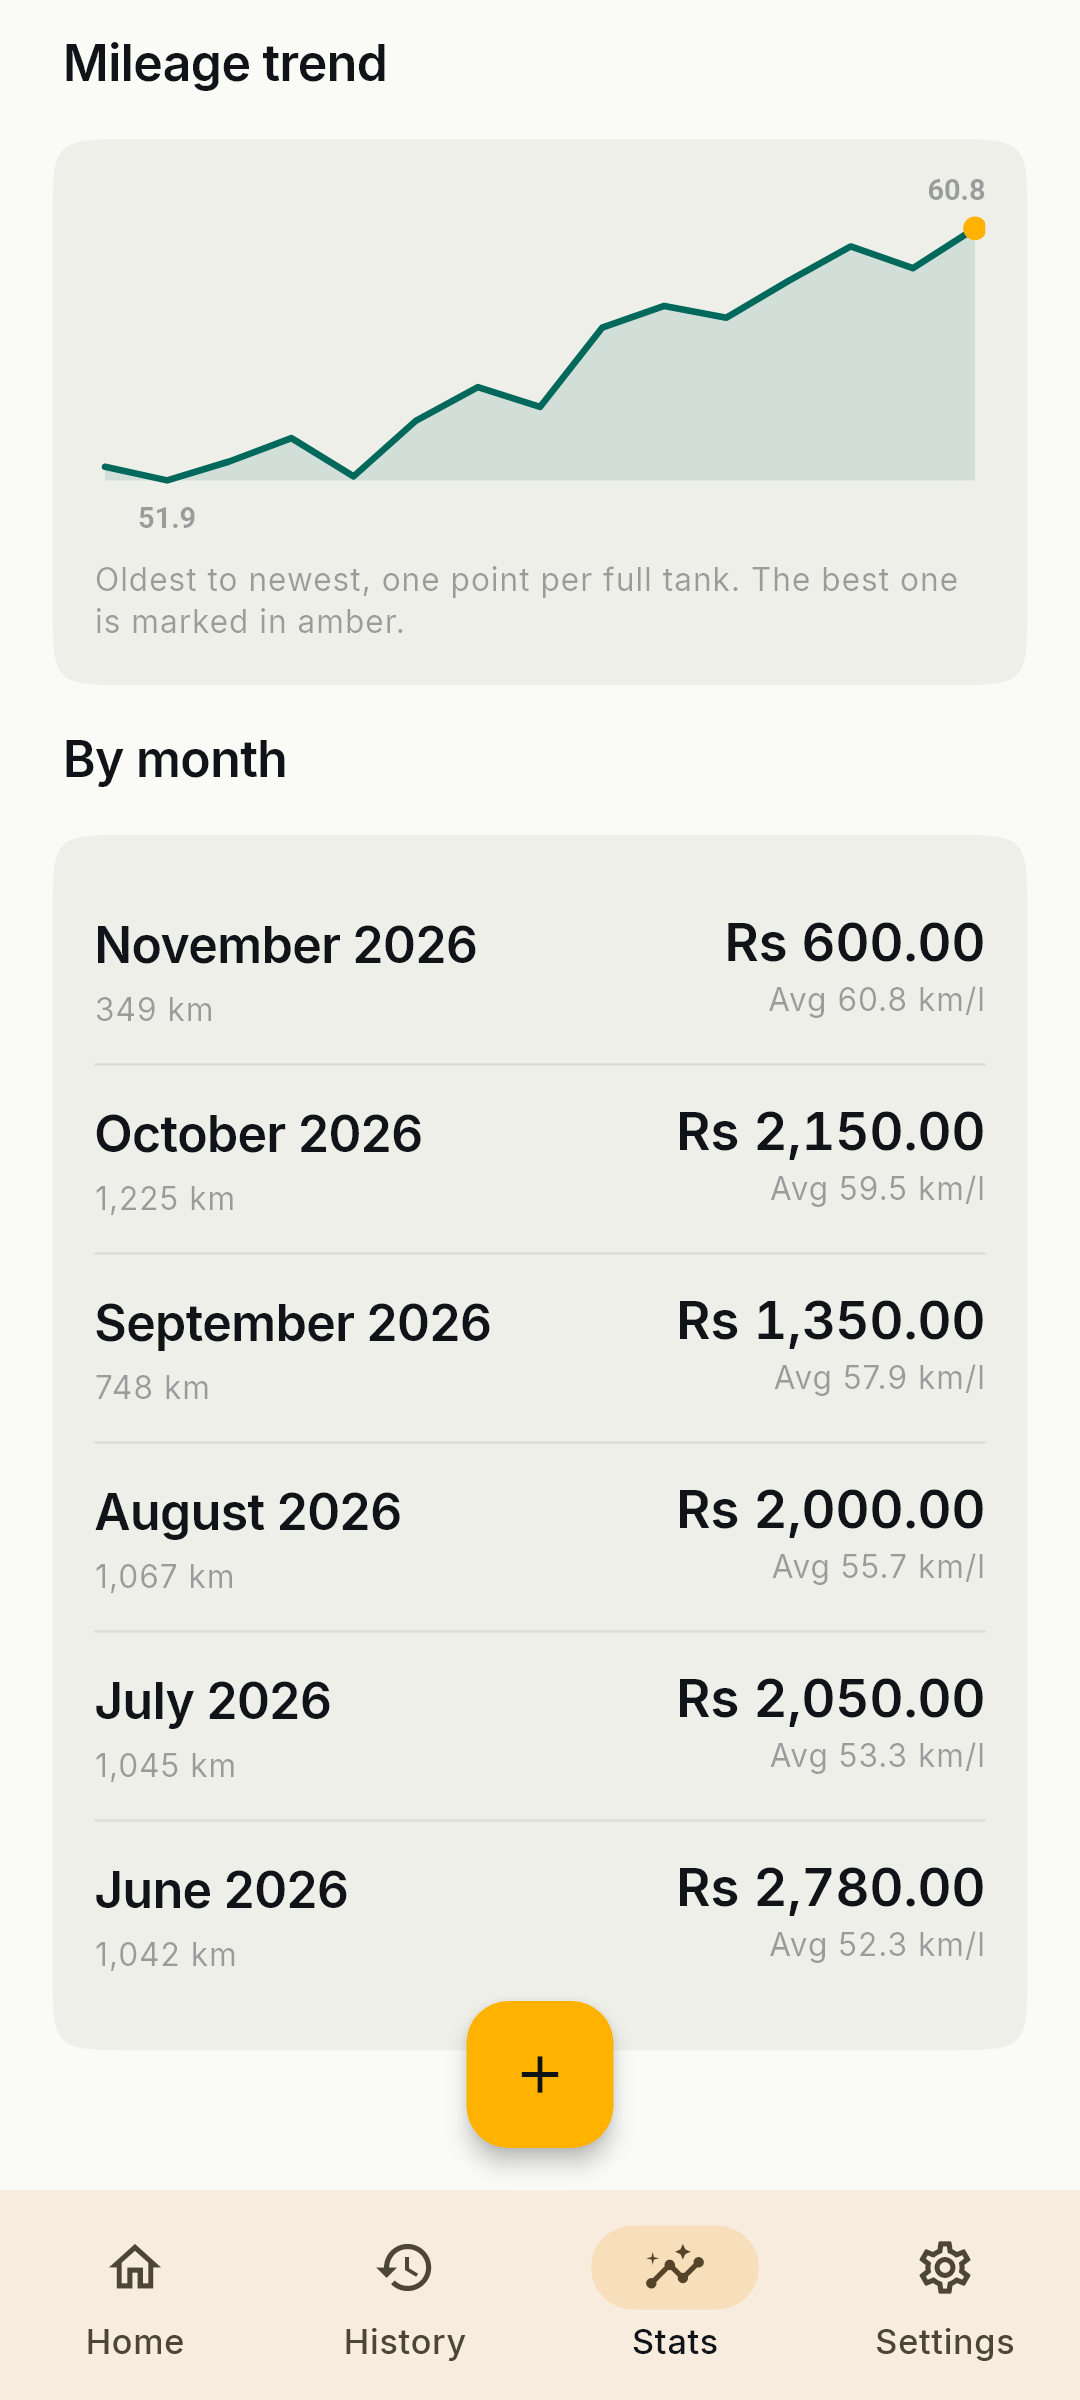 Mileage trend
60.8
51.9
Oldest to newest, one point per full tank. The best one
is marked in amber.
By month
November 2026
Rs 600.00
349 km
Avg 60.8 km/l
October 2026
Rs 2,150.00
1,225 km
Avg 59.5 km/l
September 2026
Rs 1,350.00
748 km
Avg 57.9 km/l
August 2026
Rs 2,000.00
1,067 km
Avg 55.7 km/l
July 2026
Rs 2,050.00
1,045 km
Avg 53.3 km/l
June 2026
Rs 2,780.00
1,042 km
Avg 52.3 km/l
Home
History
Stats
Settings